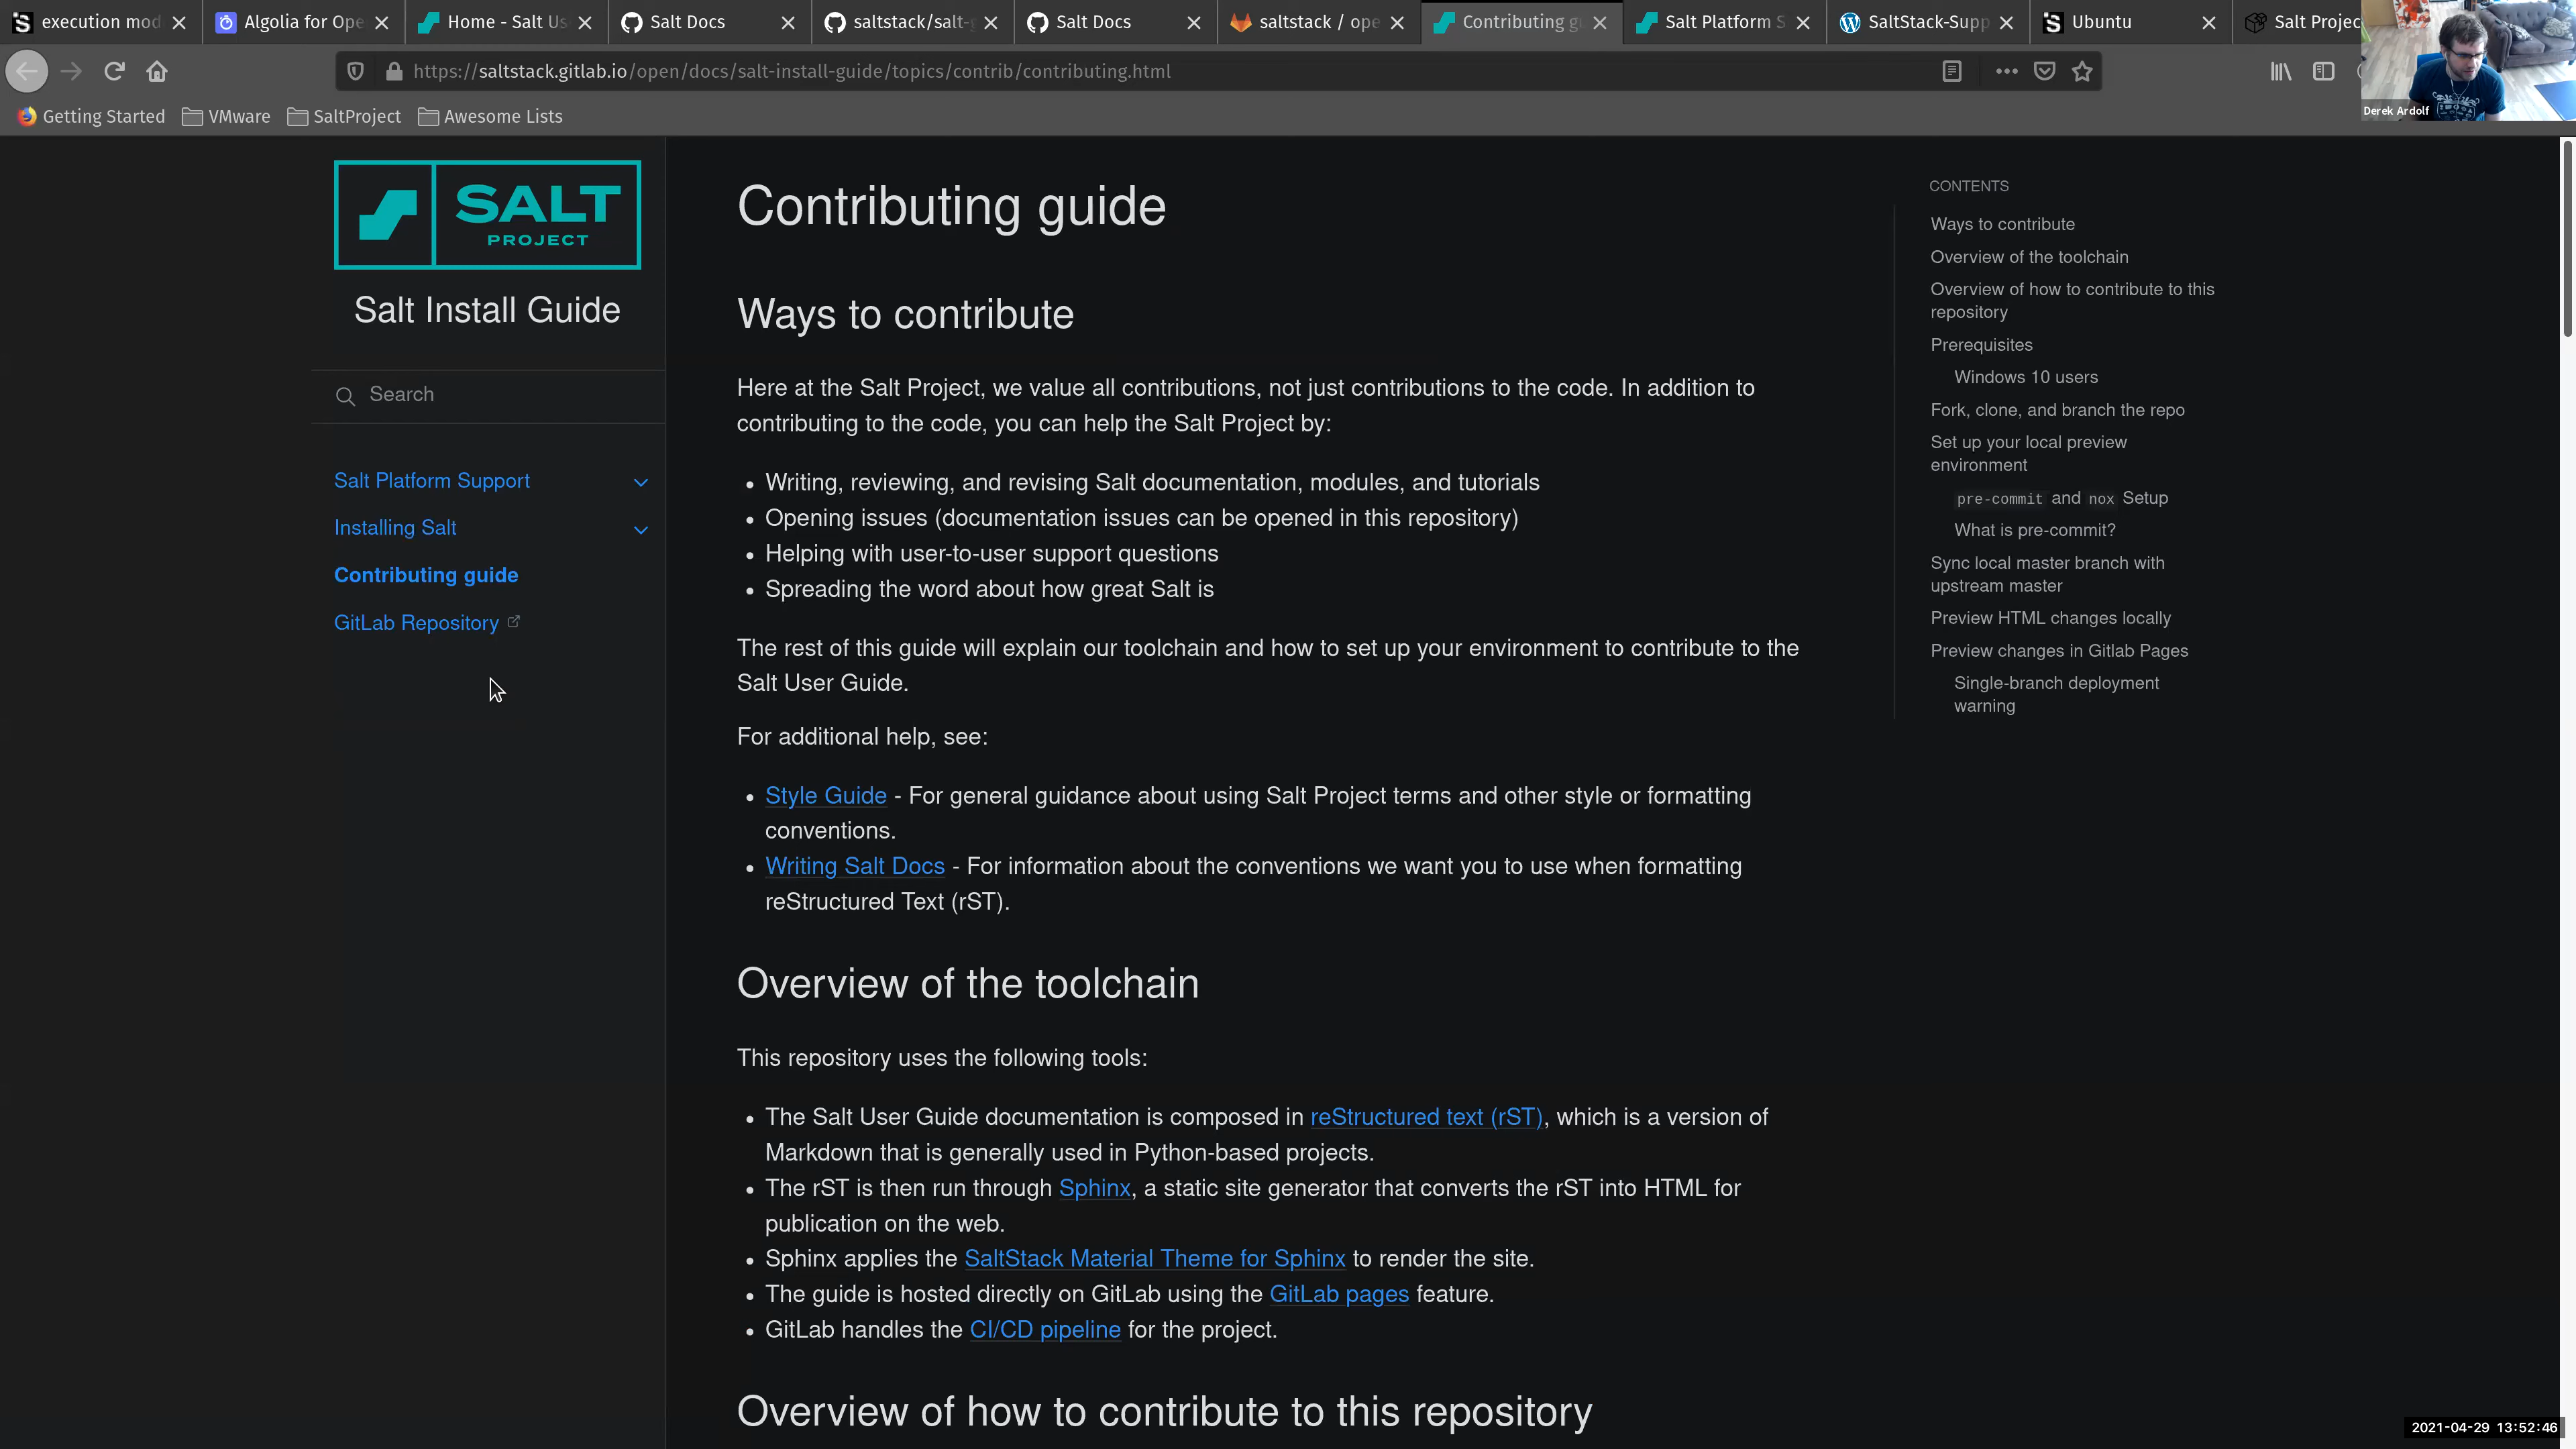 execution mod
Algolia for Ope
Home - Salt Us
Salt Docs
saltstack/salt-g
Salt Docs
saltstack / ope
Contributing g
Salt Platform S
SaltStack-Supp
Ubuntu
Salt Projec
https://saltstack.gitlab.io/open/docs/salt-install-guide/topics/contrib/contributing.html
Getting Started
VMware
SaltProject
Awesome Lists
Derek Ardolf
SALT
PROJECT
Salt Install Guide
Search
Salt Platform Support
Installing Salt
Contributing guide
GitLab Repository
Contributing guide
Ways to contribute
Here at the Salt Project, we value all contributions, not just contributions to the code. In addition to
contributing to the code, you can help the Salt Project by:
• Writing, reviewing, and revising Salt documentation, modules, and tutorials
• Opening issues (documentation issues can be opened in this repository)
• Helping with user-to-user support questions
• Spreading the word about how great Salt is
The rest of this guide will explain our toolchain and how to set up your environment to contribute to the
Salt User Guide.
For additional help, see:
• Style Guide - For general guidance about using Salt Project terms and other style or formatting
conventions.
• Writing Salt Docs - For information about the conventions we want you to use when formatting
reStructured Text (rST).
Overview of the toolchain
This repository uses the following tools:
• The Salt User Guide documentation is composed in reStructured text (rST), which is a version of
Markdown that is generally used in Python-based projects.
• The rST is then run through Sphinx, a static site generator that converts the rST into HTML for
publication on the web.
• Sphinx applies the SaltStack Material Theme for Sphinx to render the site.
• The guide is hosted directly on GitLab using the GitLab pages feature.
• GitLab handles the CI/CD pipeline for the project.
Overview of how to contribute to this repository
CONTENTS
Ways to contribute
Overview of the toolchain
Overview of how to contribute to this
repository
Prerequisites
Windows 10 users
Fork, clone, and branch the repo
Set up your local preview
environment
pre-commit and nox Setup
What is pre-commit?
Sync local master branch with
upstream master
Preview HTML changes locally
Preview changes in Gitlab Pages
Single-branch deployment
warning
2021-04-29 13:52:46